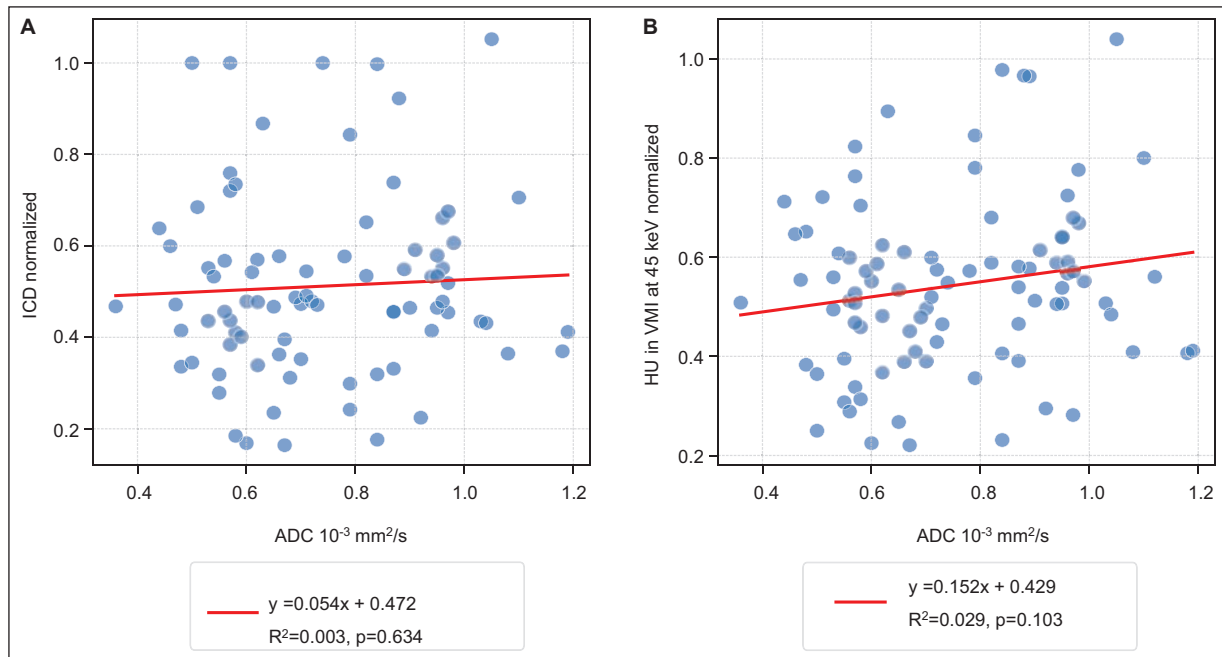 A
ICD normalized
1.0
0.8
0.6
0.4
0.2
0.4 0.6 0.8 1.0 1.2
ADC 10⁻³ mm²/s
y =0.054x + 0.472
R²=0.003, p=0.634
B
HU in VMI at 45 keV normalized
1.0
0.8
0.6
0.4
0.2
0.4 0.6 0.8 1.0 1.2
ADC 10⁻³ mm²/s
y =0.152x + 0.429
R²=0.029, p=0.103